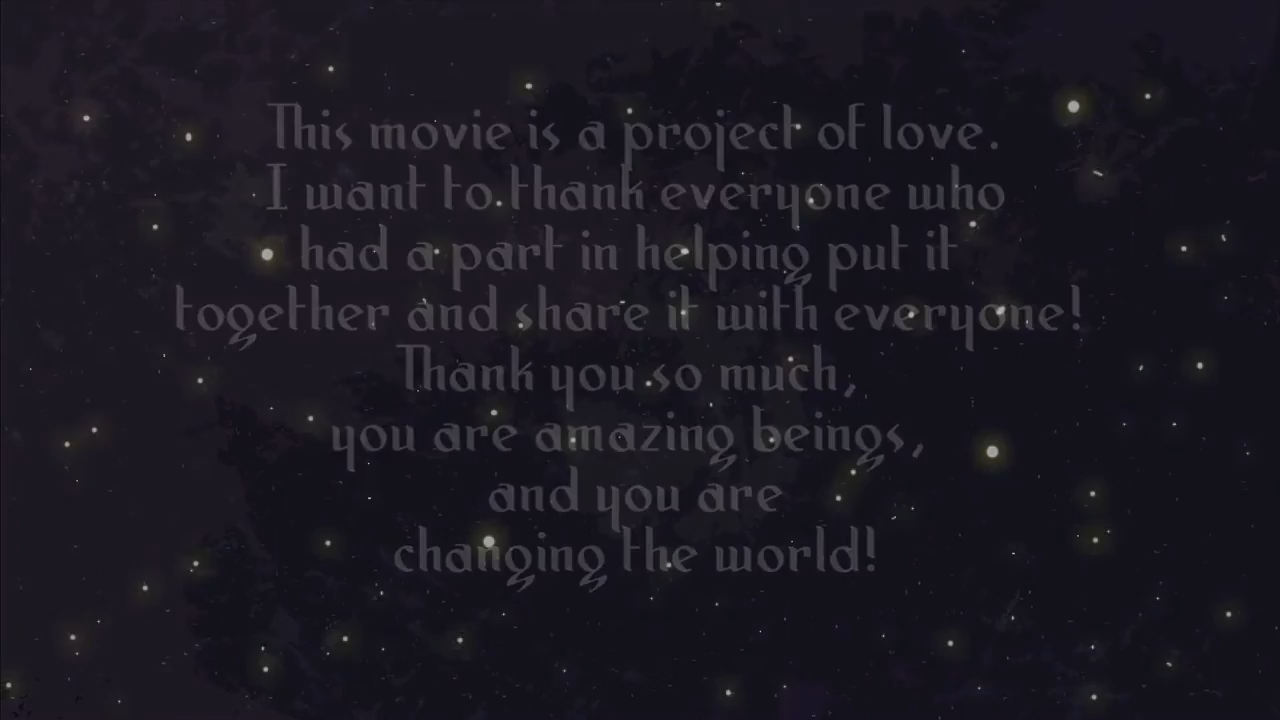 This movie is a project of love.
I want to thank everyone who
had a part in helping put it
together and share it with everyone!
Thank you so much,
you are amazing beings,
and you are
changing the world!